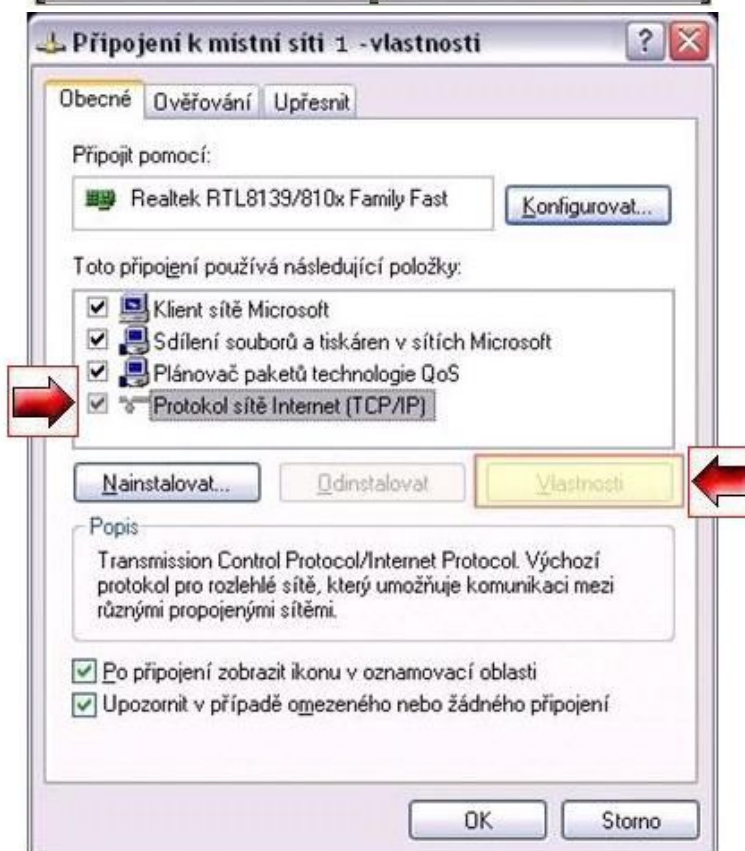 Připojení k místní síti 1 -vlastnosti
Obecné Ověřování Upřesnit
Připojit pomocí:
Realtek RTL8139/810x Family Fast
Konfigurovat...
Toto připojení používá následující položky:
Klient sítě Microsoft
Sdílení souborů a tiskáren v sítích Microsoft
Plánovač paketů technologie QoS
Protokol sítě Internet (TCP/IP)
Nainstalovat... Odinstalovat Vlastnosti
Popis
Transmission Control Protocol/Internet Protocol. Výchozí
protokol pro rozlehlé sítě, který umožňuje komunikaci mezi
různými propojenými sítěmi.
Po připojení zobrazit ikonu v oznamovací oblasti
Upozornit v případě omezeného nebo žádného připojení
OK Storno